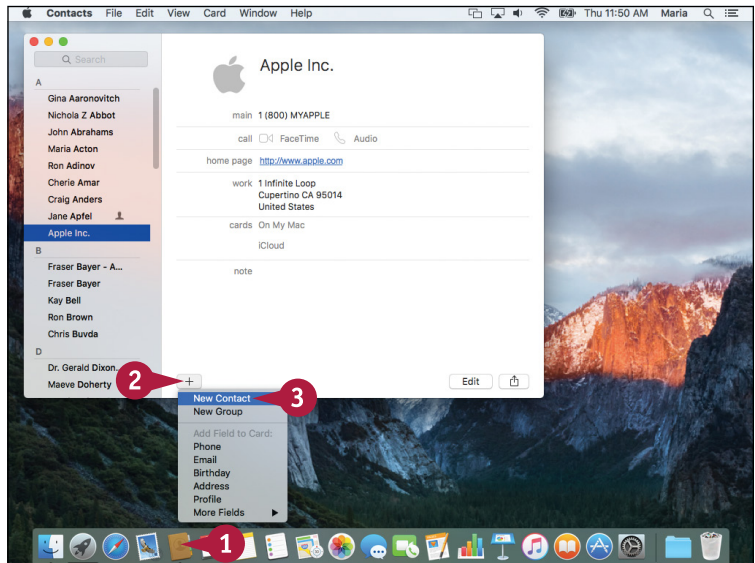 Contacts File Edit View Card Window Help Thu 11:50 AM Maria
Search
A
Gina Aaronovitch
Nichola Z Abbot
John Abrahams
Maria Acton
Ron Adinov
Cherie Amar
Craig Anders
Jane Apfel
Apple Inc.
B
Fraser Bayer - A...
Fraser Bayer
Kay Bell
Ron Brown
Chris Buvda
D
Dr. Gerald Dixon...
Maeve Doherty
Apple Inc.
main 1 (800) MYAPPLE
call FaceTime Audio
home page http://www.apple.com
work 1 Infinite Loop
Cupertino CA 95014
United States
cards On My Mac
iCloud
note
2
+
Edit
New Contact
3
New Group
Add Field to Card:
Phone
Email
Birthday
Address
Profile
More Fields
1